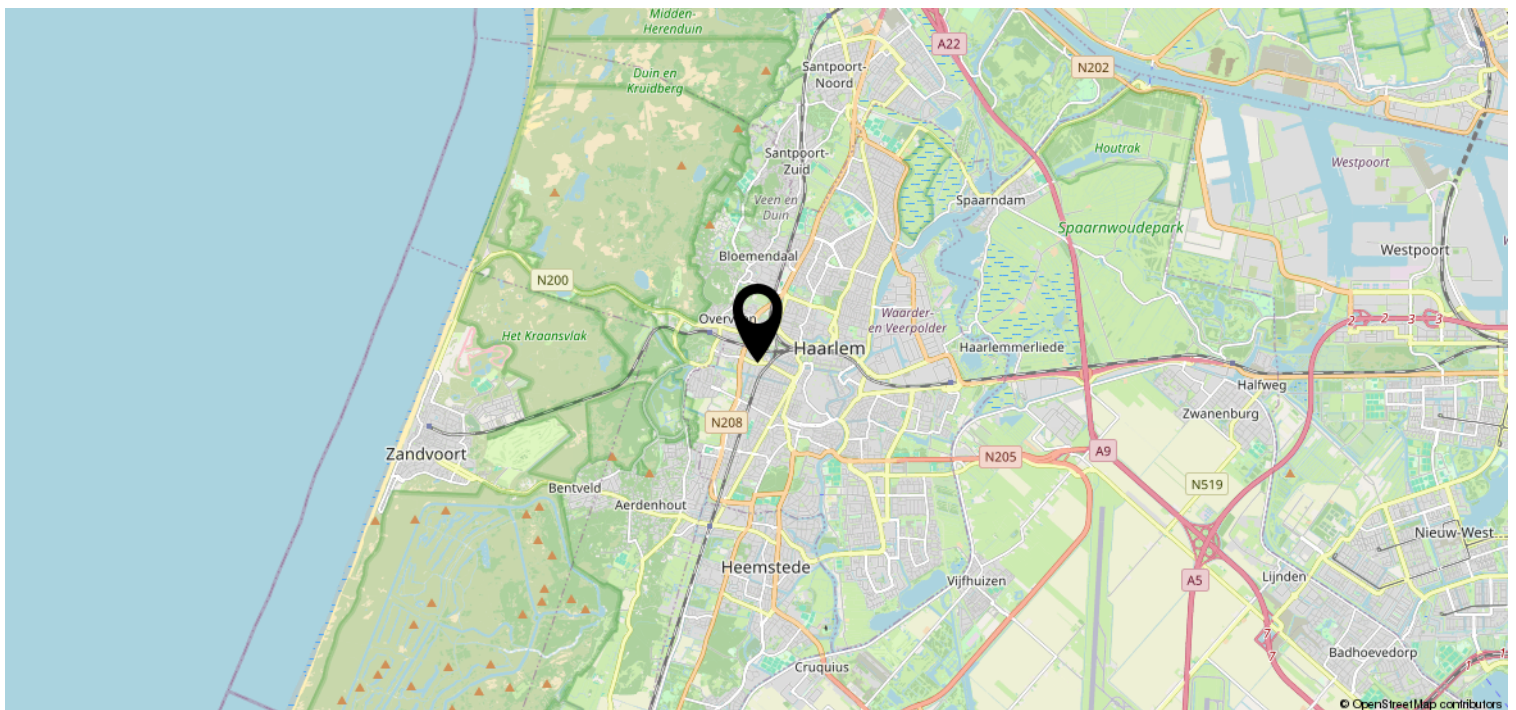 Midden-
Herenduin
A22
N202
Santpoort-
Noord
Duin en
Kruidberg
Houtrak
Santpoort-
Zuid
Westpoort
Veen en
Duin
Spaarndam
Spaarnwoudepark
Westpoort
Bloemendaal
N200
Waarder-
en Veerpolder
2
2
3
3
Het Kraansvlak
Haarlem
Haarlemmerliede
Halfweg
Zwanenburg
N208
Zandvoort
N205
A9
N519
Bentveld
Aerdenhout
Nieuw-West
Heemstede
Vijfhuizen
A5
Lijnden
7
7
Badhoevedorp
Cruquius
1
1
© OpenStreetMap contributors